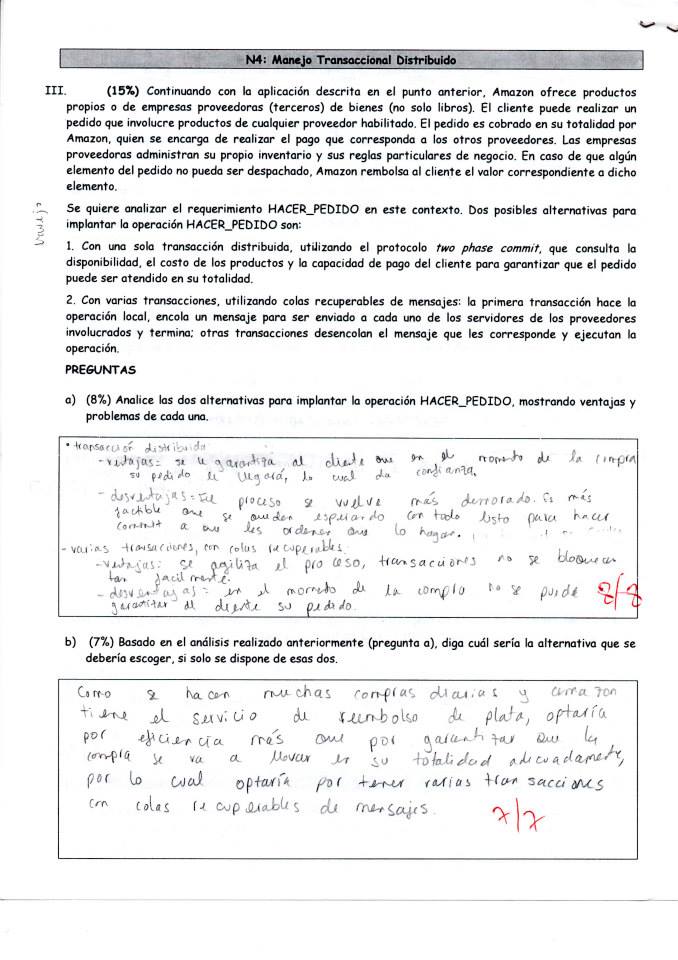 N4: Manejo Transaccional Distribuido
III. (15%) Continuando con la aplicación descrita en el punto anterior, Amazon ofrece productos
propios o de empresas proveedoras (terceros) de bienes (no solo libros). El cliente puede realizar un
pedido que involucre productos de cualquier proveedor habilitado. El pedido es cobrado en su totalidad por
Amazon, quien se encarga de realizar el pago que corresponda a los otros proveedores. Las empresas
proveedoras administran su propio inventario y sus reglas particulares de negocio. En caso de que algún
elemento del pedido no pueda ser despachado, Amazon rembolsa al cliente el valor correspondiente a dicho
elemento.
Se quiere analizar el requerimiento HACER_PEDIDO en este contexto. Dos posibles alternativas para
implantar la operación HACER_PEDIDO son:
1. Con una sola transacción distribuida, utilizando el protocolo two phase commit, que consulta la
disponibilidad, el costo de los productos y la capacidad de pago del cliente para garantizar que el pedido
puede ser atendido en su totalidad.
2. Con varias transacciones, utilizando colas recuperables de mensajes: la primera transacción hace la
operación local, encola un mensaje para ser enviado a cada uno de los servidores de los proveedores
involucrados y termina; otras transacciones desencolan el mensaje que les corresponde y ejecutan la
operación.
PREGUNTAS
a) (8%) Analice las dos alternativas para implantar la operación HACER_PEDIDO, mostrando ventajas y
problemas de cada una.
• transacción distribuida
- ventajas: se le garantiza al cliente que en el momento de la compra
su pedido le llegará, lo cual da confianza.
- desventajas: El proceso se vuelve más demorado. Es más
factible que se queden esperando con todo listo para hacer
commit a que les ordenen que lo hagan.
- varias transacciones, con colas recuperables.
- ventajas: se agiliza el proceso, transacciones no se bloquean
tan facilmente.
- desventajas: en el momento de la compra no se puede
garantizar al cliente su pedido.
8/8
b) (7%) Basado en el análisis realizado anteriormente (pregunta a), diga cuál sería la alternativa que se
debería escoger, si solo se dispone de esas dos.
Como se hacen muchas compras diarias y amazon
tiene el servicio de reembolso de plata, optaría
por eficiencia más que por garantizar que la
compra se va a llevar en su totalidad adecuadamente,
por lo cual optaría por tener varias transacciones
con colas recuperables de mensajes.
7/7